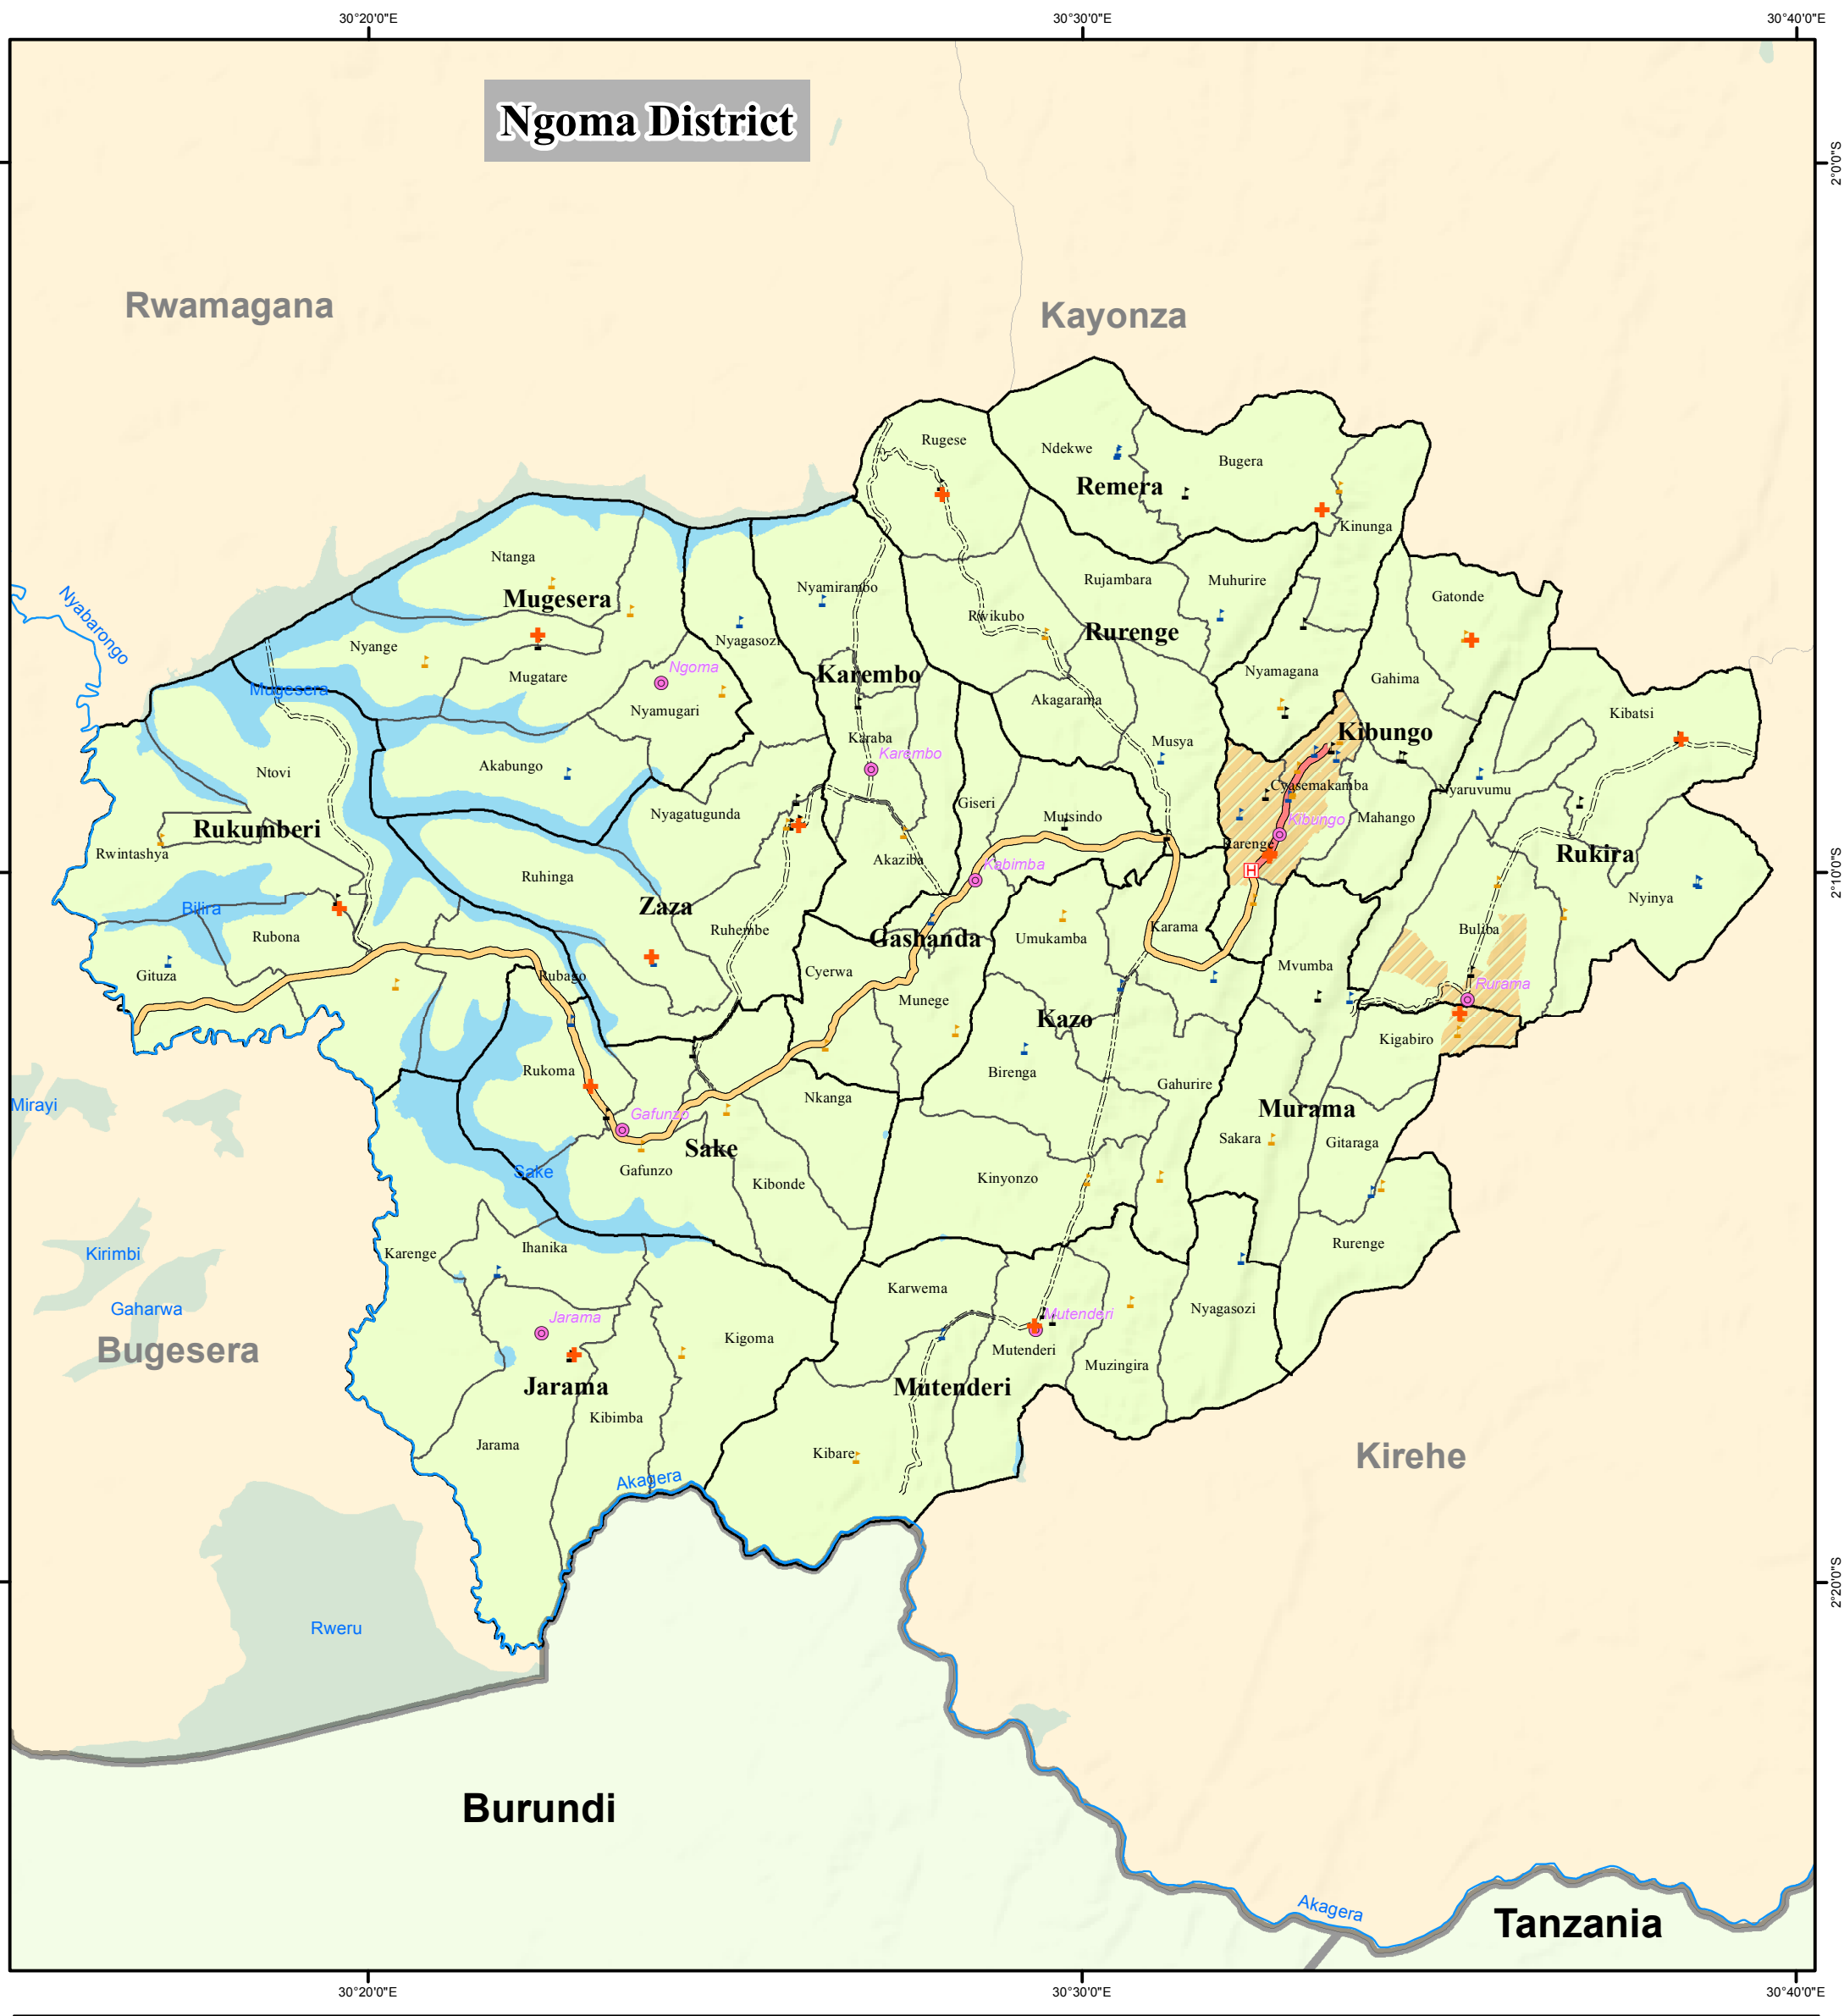 30°20'0"E
30°30'0"E
30°40'0"E
Ngoma District
2°0'0"S
Rwamagana
Kayonza
Rugese
Ndekwe
Bugera
Remera
Kinunga
Ntanga
Nyamirambo
Rujambara
Muhurire
Gatonde
Mugesera
Nyabarongo
Rwikubo
Rurenge
Nyange
Nyagasozi
Ngoma
Mugatare
Karembo
Nyamagana
Gahima
Mugesera
Nyamugari
Akagarama
Kibatsi
Karaba
Karembo
Musya
Kibungo
Ntovi
Akabungo
Cyasemakamba
Nyaruvumu
Nyagatugunda
Giseri
Mutsindo
Mahango
Kibungo
Rukumberi
Rwintashya
Karenge
Akaziba
Kabimba
Rukira
2°10'0"S
Ruhinga
Nyinya
Bilira
Zaza
Rubona
Ruhembe
Gashanda
Umukamba
Karama
Buliba
Gituza
Rubago
Cyerwa
Mvumba
Munege
Rurama
Kazo
Kigabiro
Rukoma
Birenga
Gahurire
Mirayi
Nkanga
Gafunzo
Murama
Sake
Sakara
Gitaraga
Sake
Gafunzo
Kibonde
Kinyonzo
Karenge
Ihanika
Rurenge
Kirimbi
Karwema
Gaharwa
Nyagasozi
Jarama
Mutenderi
Bugesera
Kigoma
Mutenderi
Muzingira
Jarama
Mutenderi
Kibimba
Jarama
Kibare
Kirehe
Akagera
2°20'0"S
Rweru
Burundi
Akagera
Tanzania
30°20'0"E
30°30'0"E
30°40'0"E
H